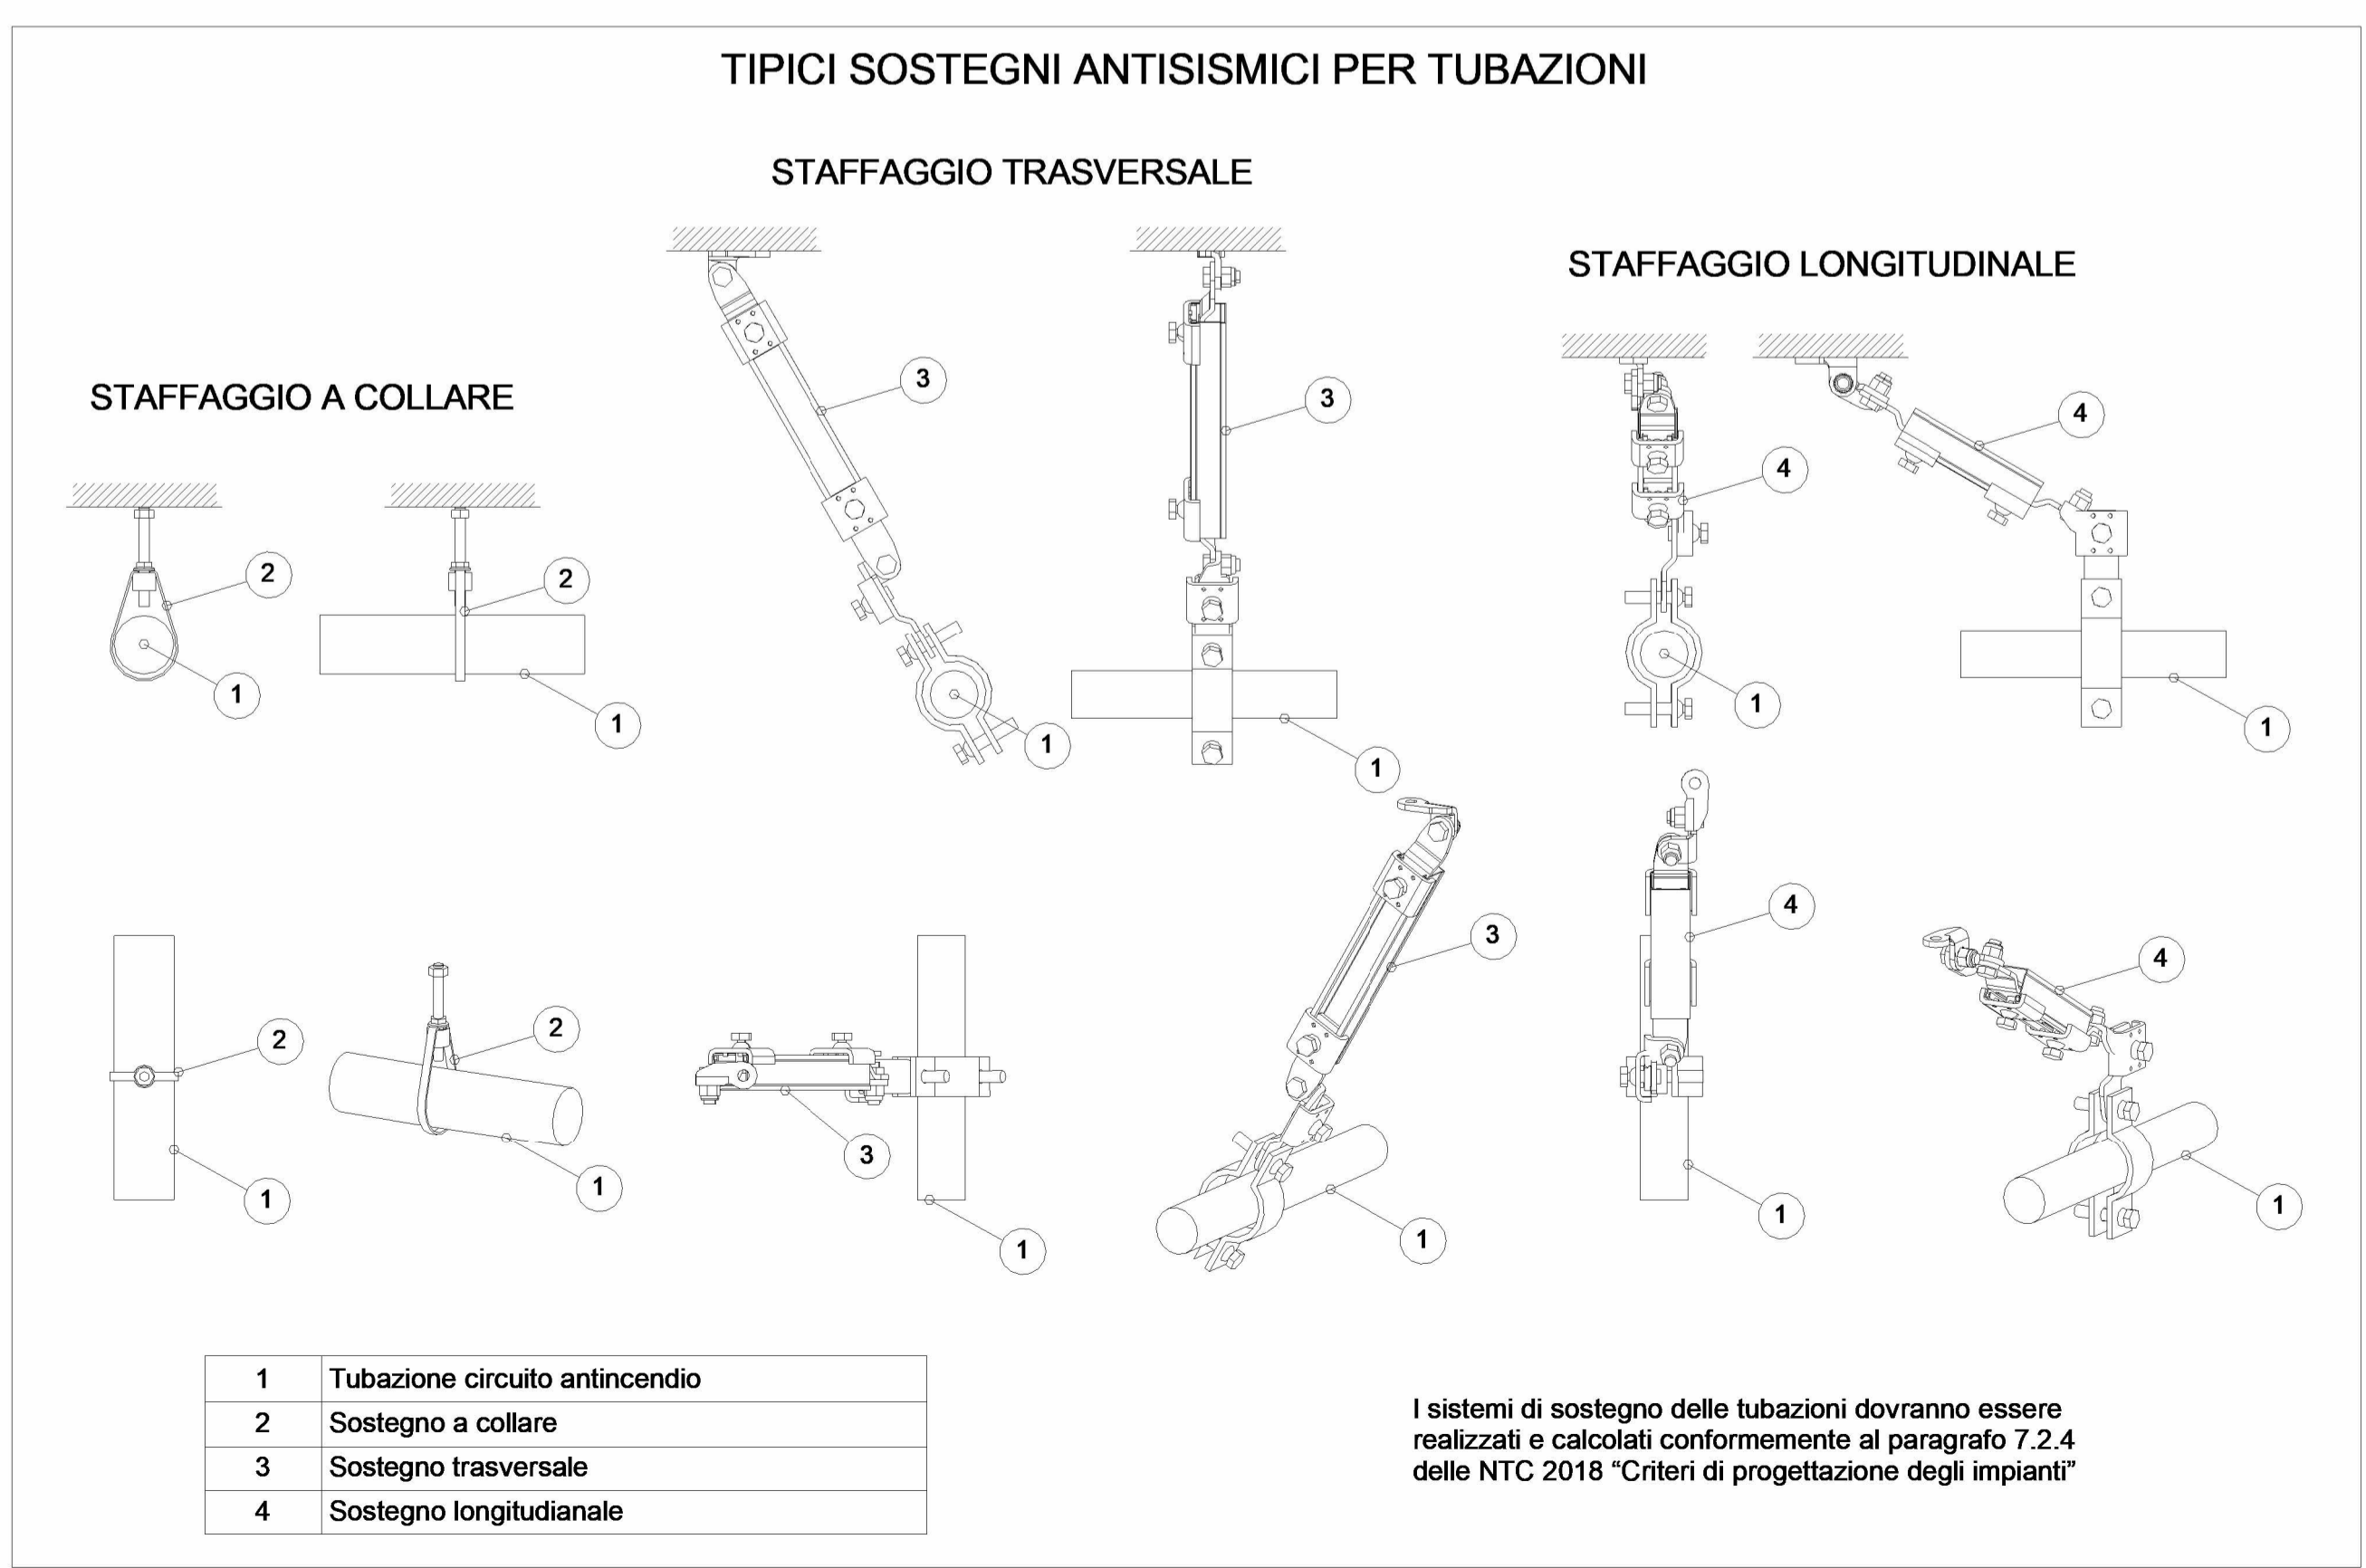 TIPICI SOSTEGNI ANTISISMICI PER TUBAZIONI
STAFFAGGIO TRASVERSALE
STAFFAGGIO LONGITUDINALE
STAFFAGGIO A COLLARE
3
3
4
4
2
2
1
1
1
1
1
1
2
2
1
1
3
1
3
1
4
1
4
1
1 Tubazione circuito antincendio
2 Sostegno a collare
3 Sostegno trasversale
4 Sostegno longitudianale
I sistemi di sostegno delle tubazioni dovranno essere
realizzati e calcolati conformemente al paragrafo 7.2.4
delle NTC 2018 “Criteri di progettazione degli impianti”